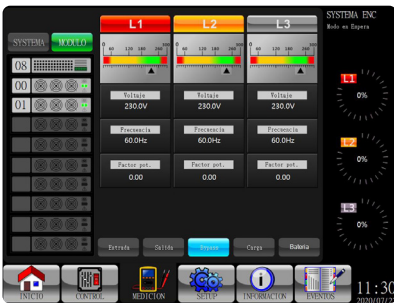 L1 L2 L3
SYSTEMA ENC
Modo en Espera
SYSTEMA MODULO
08
00
01
Voltaje Voltaje Voltaje
230.0V 230.0V 230.0V
Frecuencia Frecuencia Frecuencia
60.0Hz 60.0Hz 60.0Hz
Factor pot. Factor pot. Factor pot.
0.00 0.00 0.00
L1
0%
L2
0%
L3
0%
Entrada Salida Bypass Carga Bateria
INICIO CONTROL MEDICION SETUP INFORMACION EVENTOS
11:30